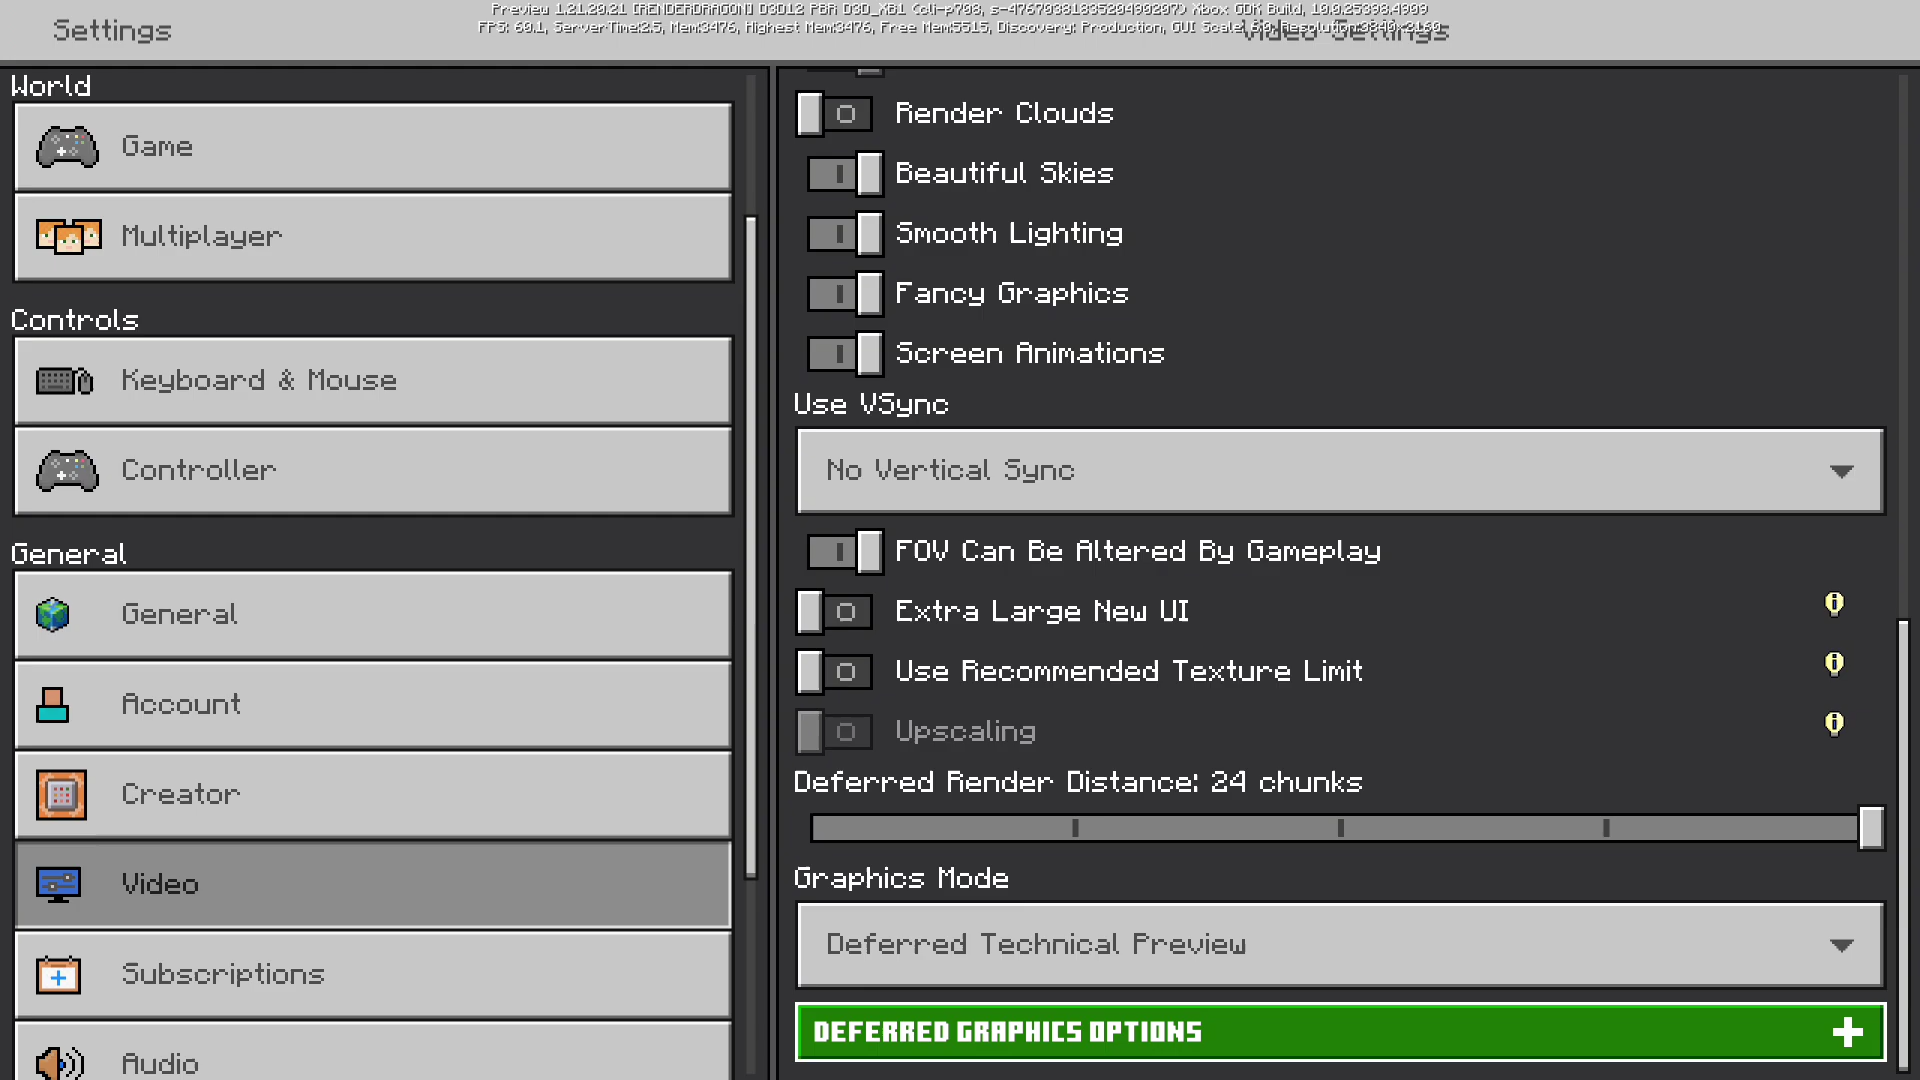 Settings
Video Settings
World
Game
Multiplayer
Controls
Keyboard & Mouse
Controller
General
General
Account
Creator
Video
Subscriptions
Audio
Render Clouds
Beautiful Skies
Smooth Lighting
Fancy Graphics
Screen Animations
Use VSync
No Vertical Sync
FOV Can Be Altered By Gameplay
Extra Large New UI
Use Recommended Texture Limit
Upscaling
Deferred Render Distance: 24 chunks
Graphics Mode
Deferred Technical Preview
DEFERRED GRAPHICS OPTIONS